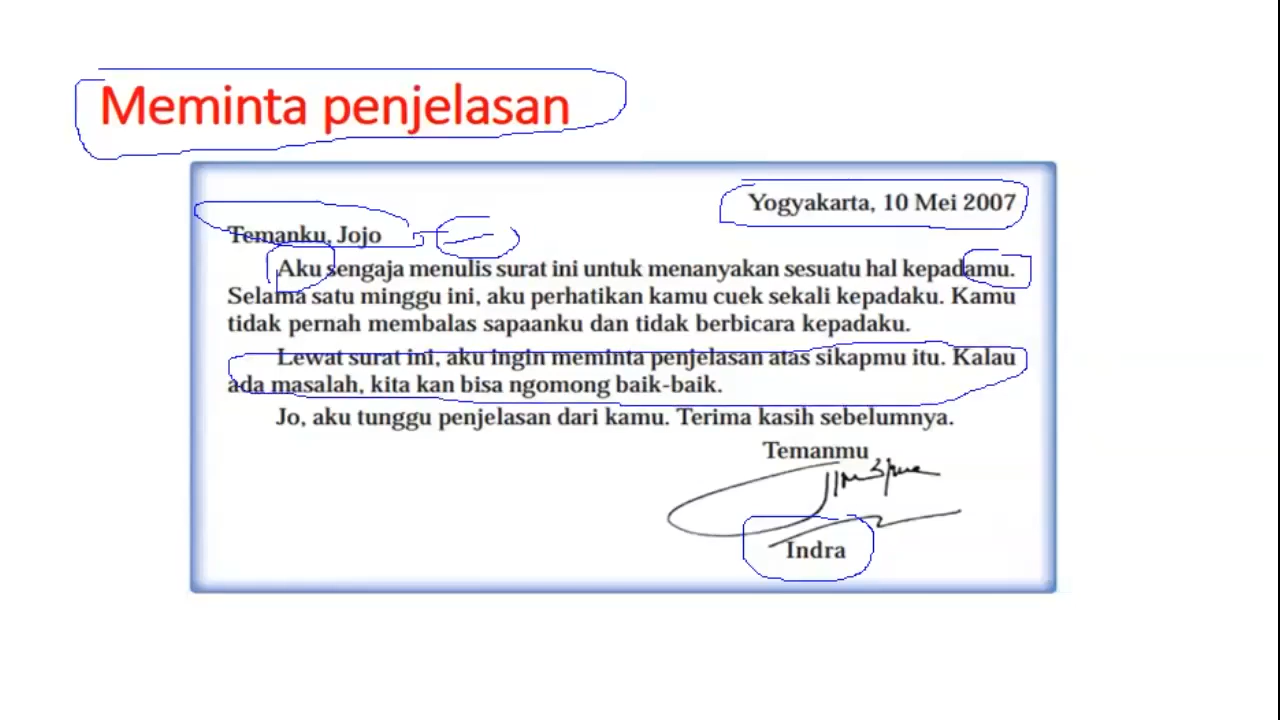 Meminta penjelasan
Yogyakarta, 10 Mei 2007
Temanku, Jojo
Aku sengaja menulis surat ini untuk menanyakan sesuatu hal kepadamu.
Selama satu minggu ini, aku perhatikan kamu cuek sekali kepadaku. Kamu
tidak pernah membalas sapaanku dan tidak berbicara kepadaku.
Lewat surat ini, aku ingin meminta penjelasan atas sikapmu itu. Kalau
ada masalah, kita kan bisa ngomong baik-baik.
Jo, aku tunggu penjelasan dari kamu. Terima kasih sebelumnya.
Temanmu
Indra